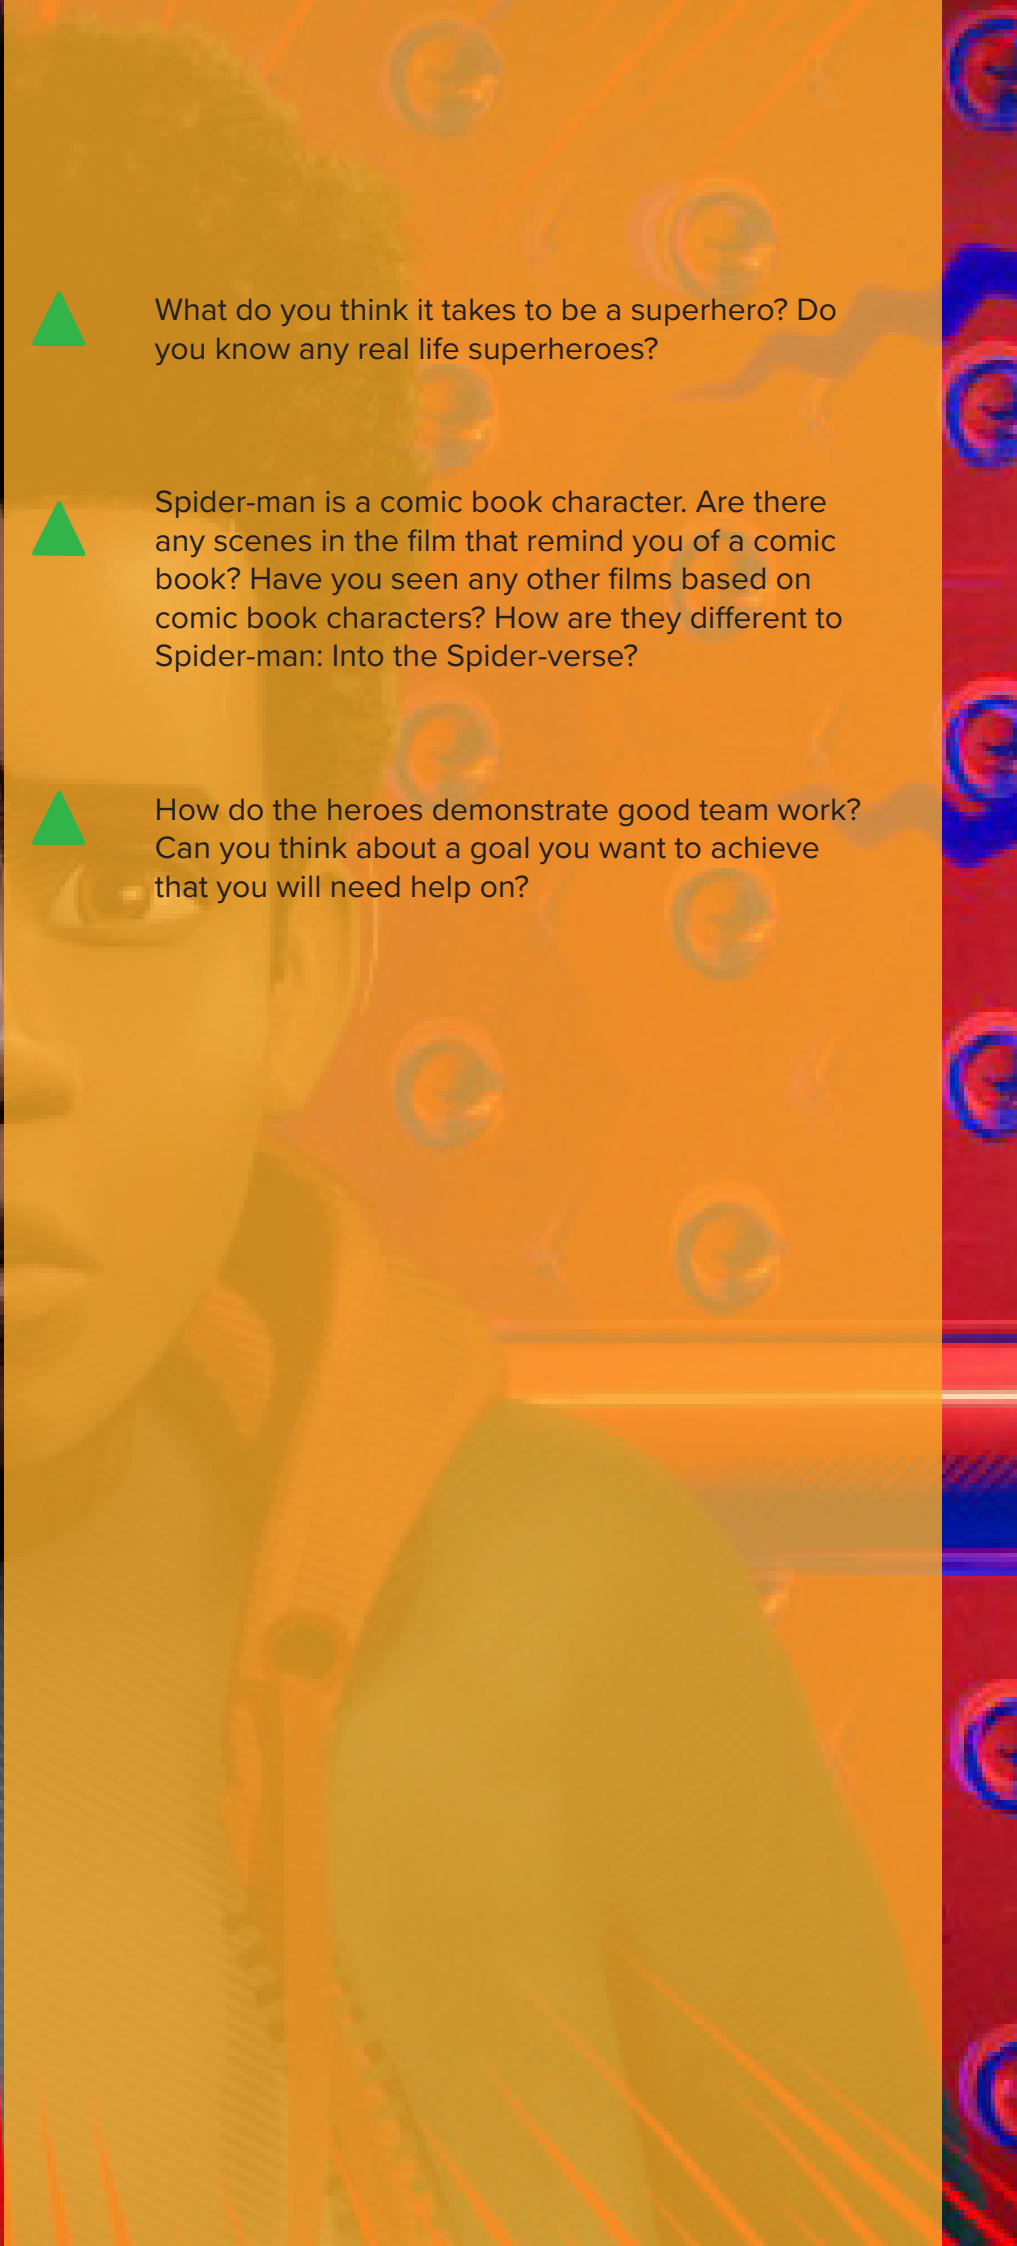 What do you think it takes to be a superhero? Do
you know any real life superheroes?
Spider-man is a comic book character. Are there
any scenes in the film that remind you of a comic
book? Have you seen any other films based on
comic book characters? How are they different to
Spider-man: Into the Spider-verse?
How do the heroes demonstrate good team work?
Can you think about a goal you want to achieve
that you will need help on?